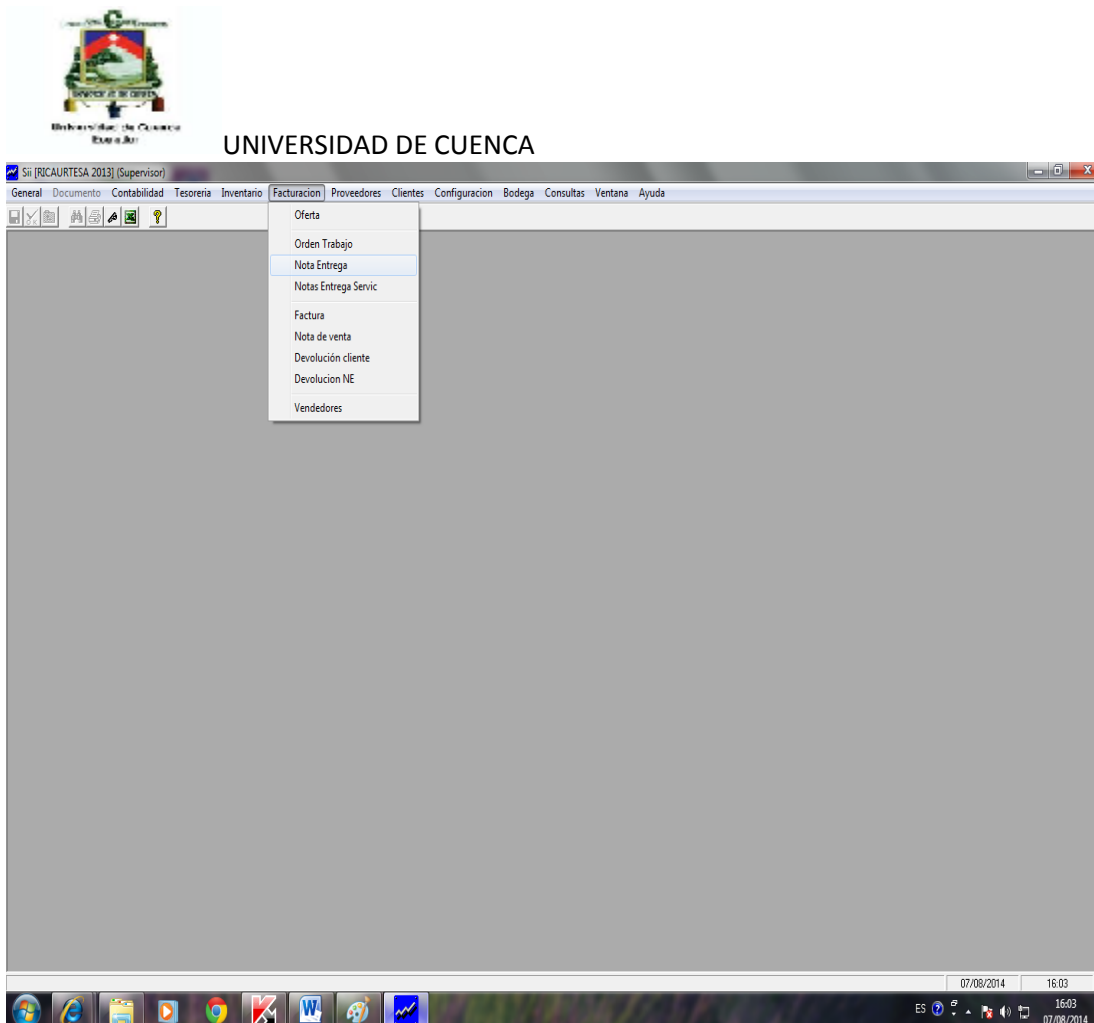 Universidad de Cuenca
Ecuador
UNIVERSIDAD DE CUENCA
Sii [RICAURTESA 2013] (Supervisor)
General Documento Contabilidad Tesoreria Inventario Facturacion Proveedores Clientes Configuracion Bodega Consultas Ventana Ayuda
Oferta
Orden Trabajo
Nota Entrega
Notas Entrega Servic
Factura
Nota de venta
Devolución cliente
Devolucion NE
Vendedores
07/08/2014 16:03
ES 16:03
07/08/2014